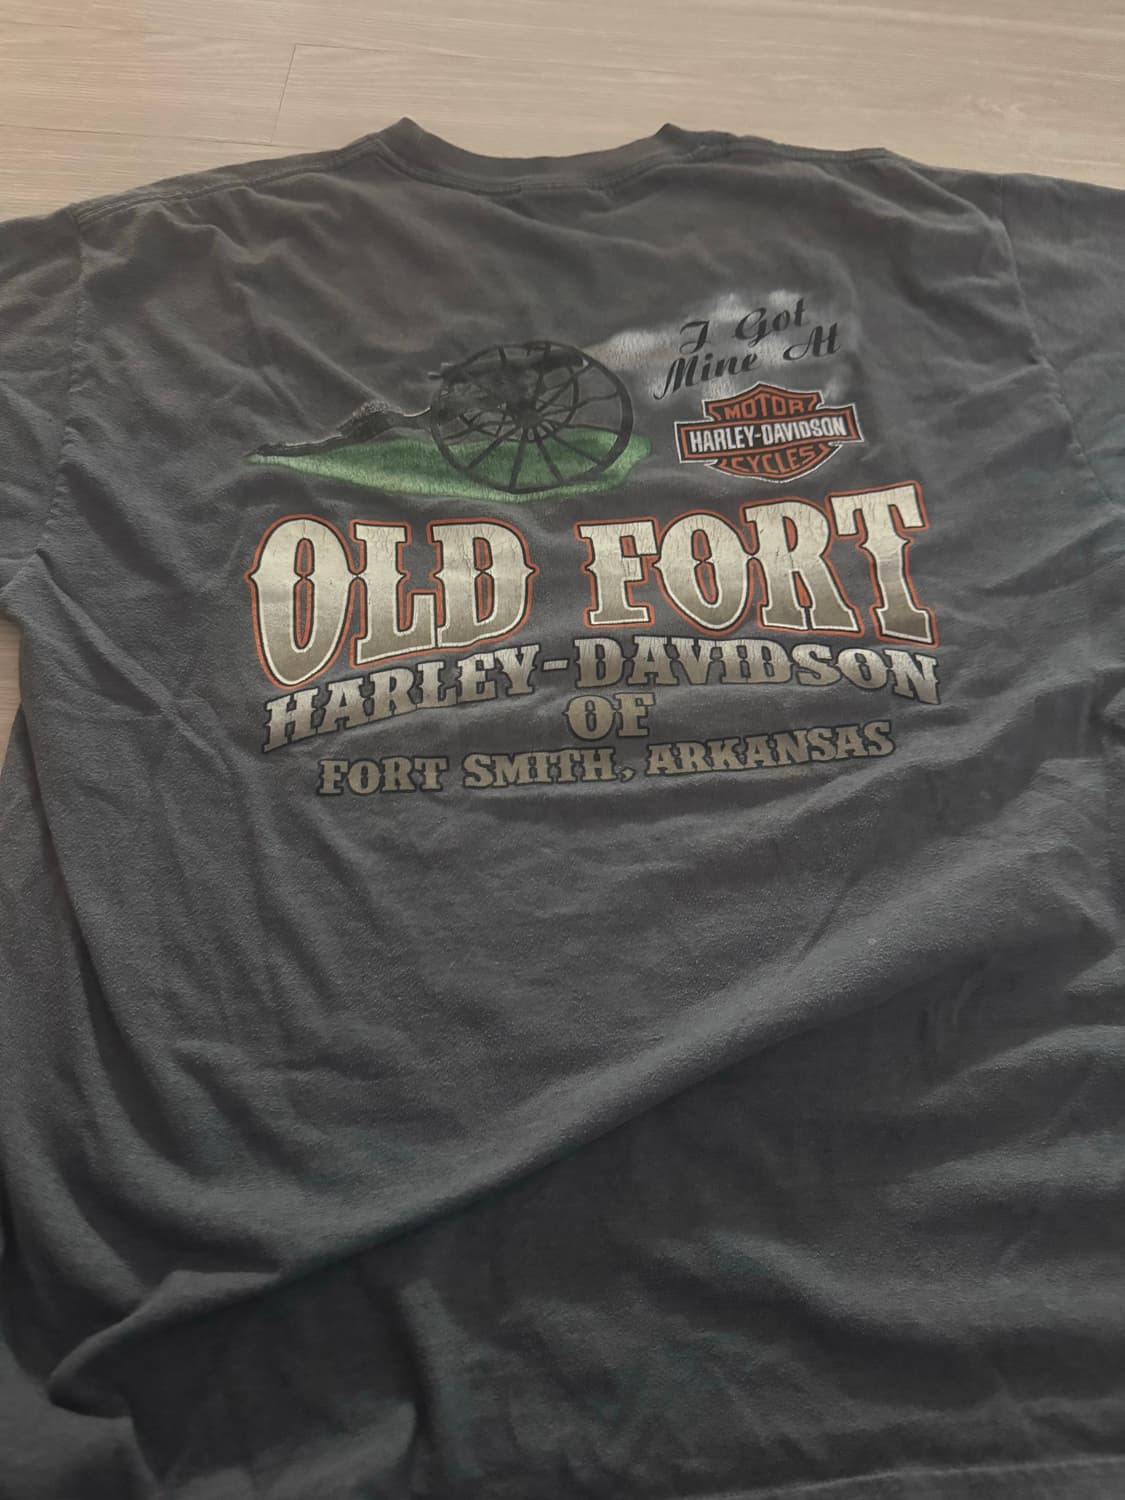 I Got
Mine At
MOTOR
HARLEY-DAVIDSON
CYCLES
OLD FORT
HARLEY-DAVIDSON
OF
FORT SMITH, ARKANSAS